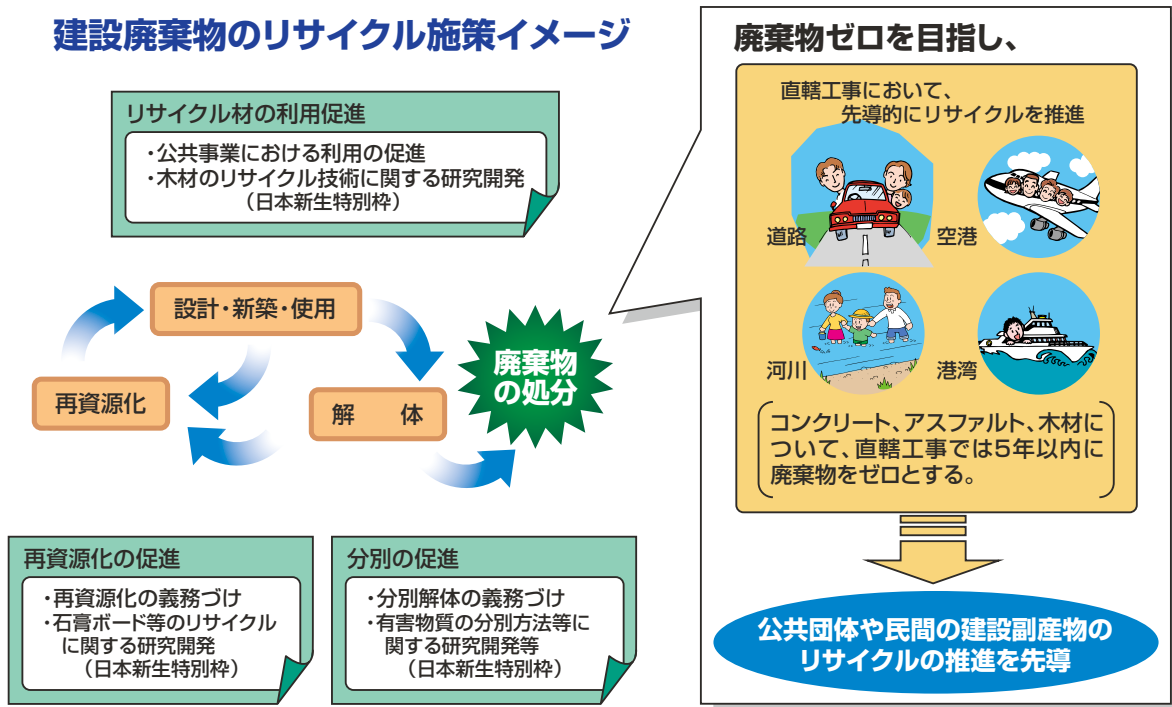 建設廃棄物のリサイクル施策イメージ
リサイクル材の利用促進
・公共事業における利用の促進
・木材のリサイクル技術に関する研究開発
（日本新生特別枠）
設計・新築・使用
再資源化
解　体
廃棄物
の処分
再資源化の促進
・再資源化の義務づけ
・石膏ボード等のリサイクル
に関する研究開発
（日本新生特別枠）
分別の促進
・分別解体の義務づけ
・有害物質の分別方法等に
関する研究開発等
（日本新生特別枠）
廃棄物ゼロを目指し、
直轄工事において、
先導的にリサイクルを推進
道路
空港
河川
港湾
コンクリート、アスファルト、木材に
ついて、直轄工事では5年以内に
廃棄物をゼロとする。
公共団体や民間の建設副産物の
リサイクルの推進を先導